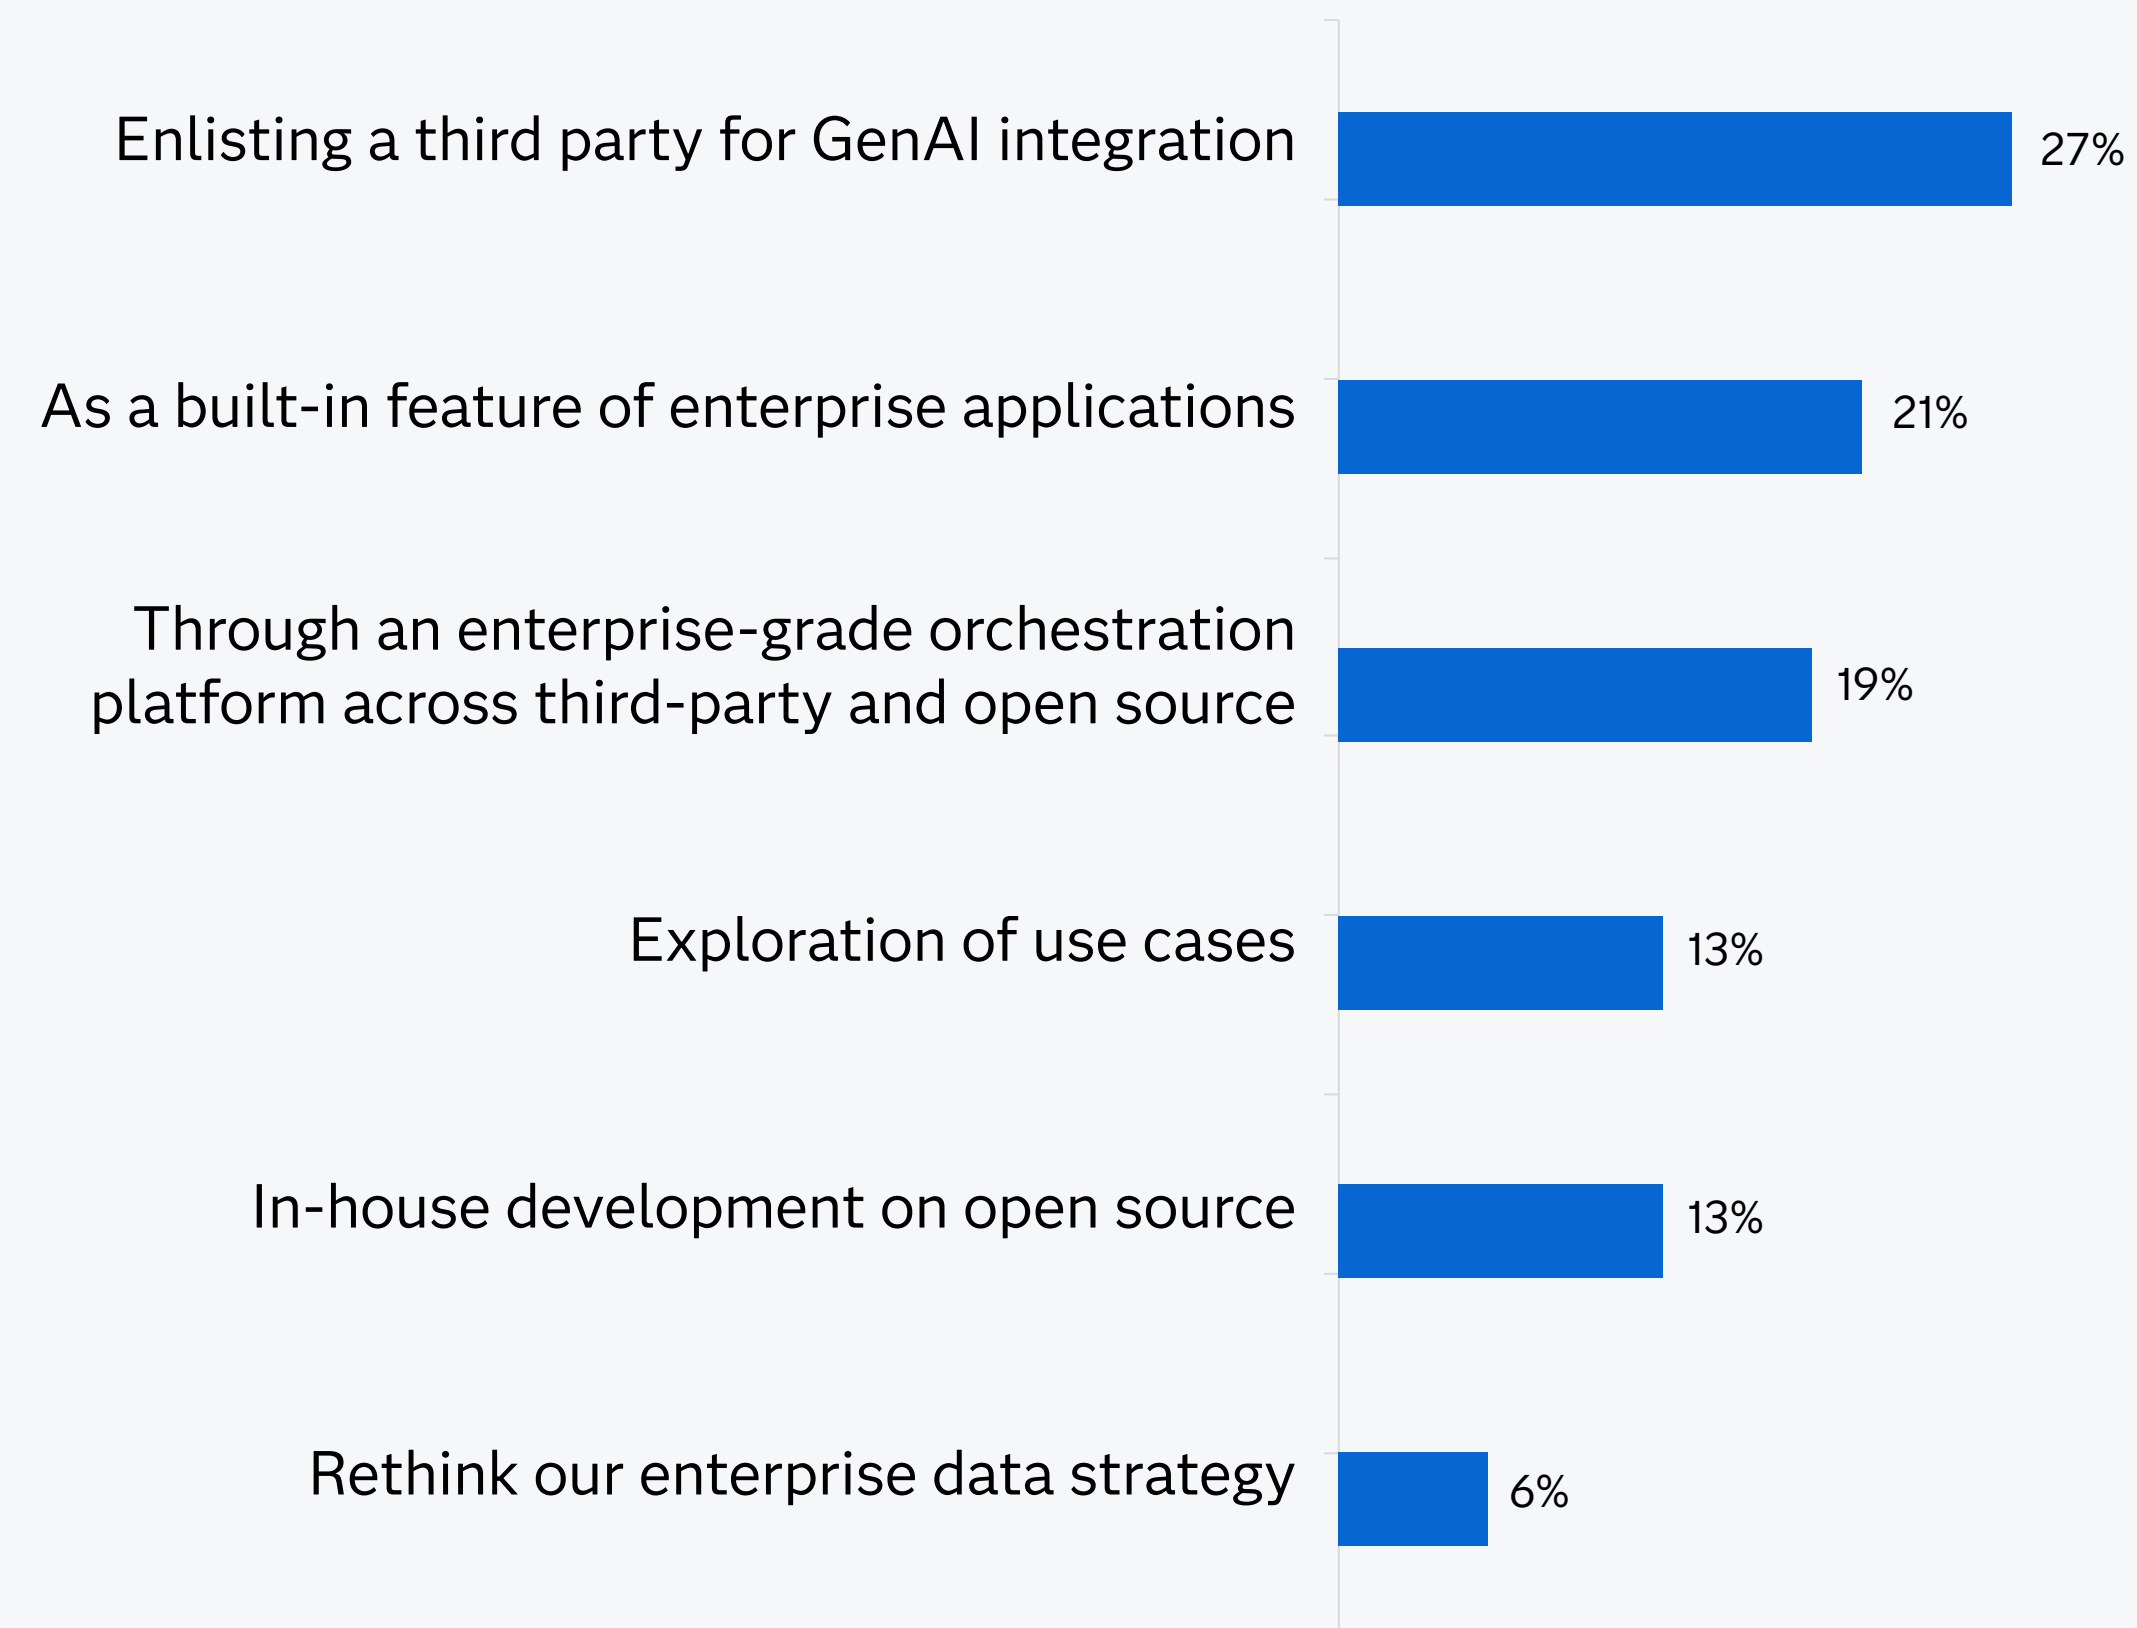 Enlisting a third party for GenAI integration
27%
As a built-in feature of enterprise applications
21%
Through an enterprise-grade orchestration
platform across third-party and open source
19%
Exploration of use cases
13%
In-house development on open source
13%
Rethink our enterprise data strategy
6%